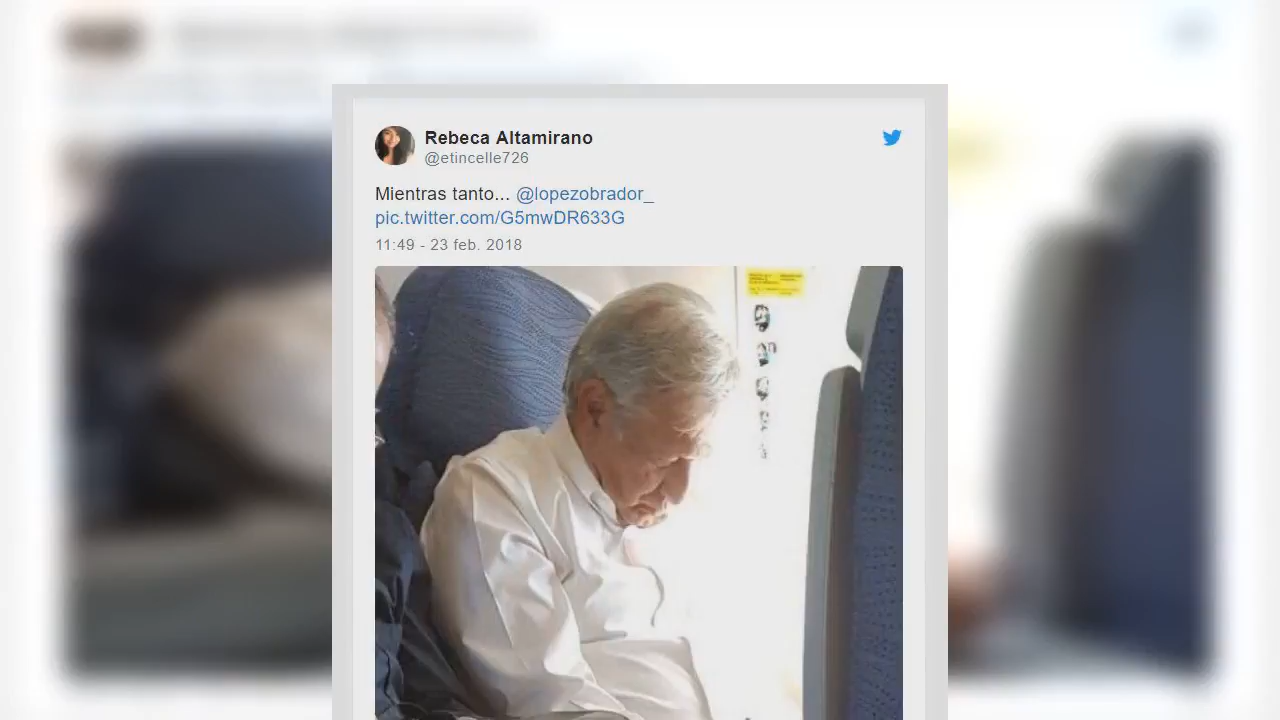 Rebeca Altamirano
@etincelle726
Mientras tanto... @lopezobrador_
pic.twitter.com/G5mwDR633G
11:49 - 23 feb. 2018